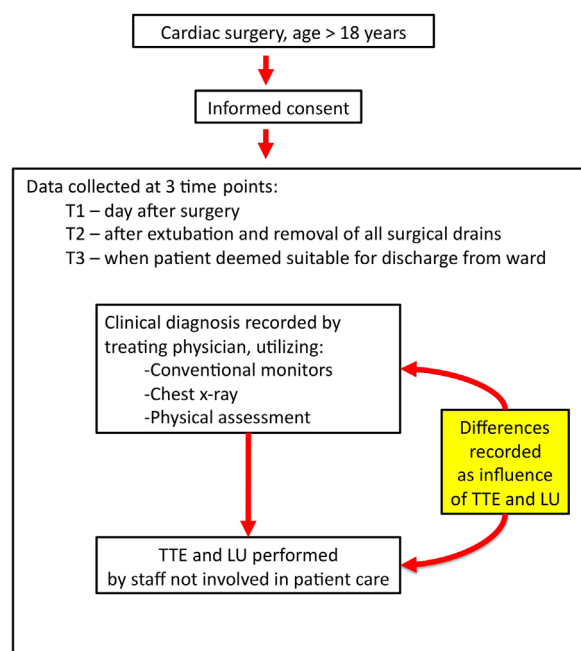 Cardiac surgery, age > 18 years
Informed consent
Data collected at 3 time points:
T1 – day after surgery
T2 – after extubation and removal of all surgical drains
T3 – when patient deemed suitable for discharge from ward
Clinical diagnosis recorded by
treating physician, utilizing:
-Conventional monitors
-Chest x-ray
-Physical assessment
Differences
recorded
as influence
of TTE and LU
TTE and LU performed
by staff not involved in patient care